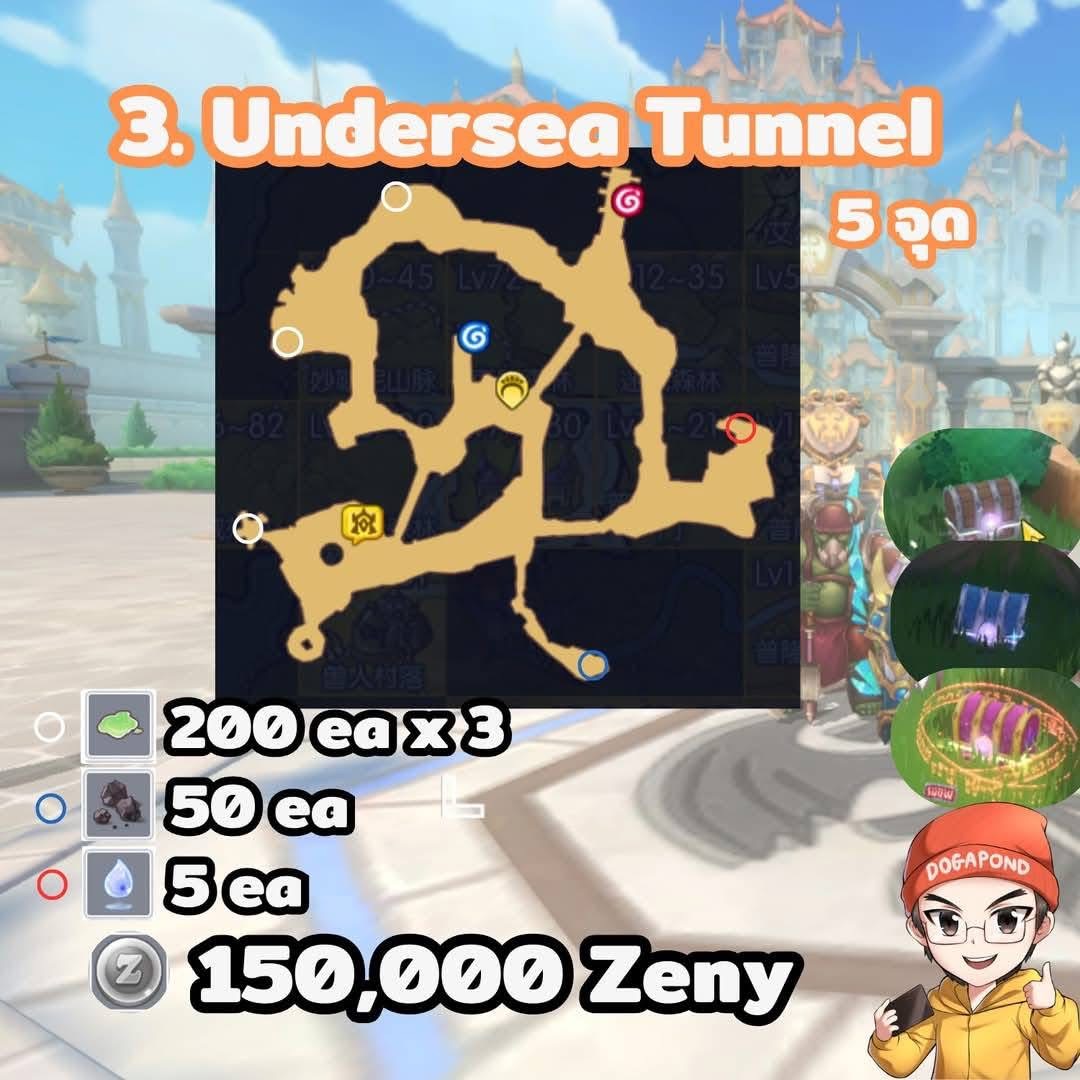 3. Undersea Tunnel
5 จุด
200 ea x 3
50 ea
5 ea
150,000 Zeny
DOGAPOND